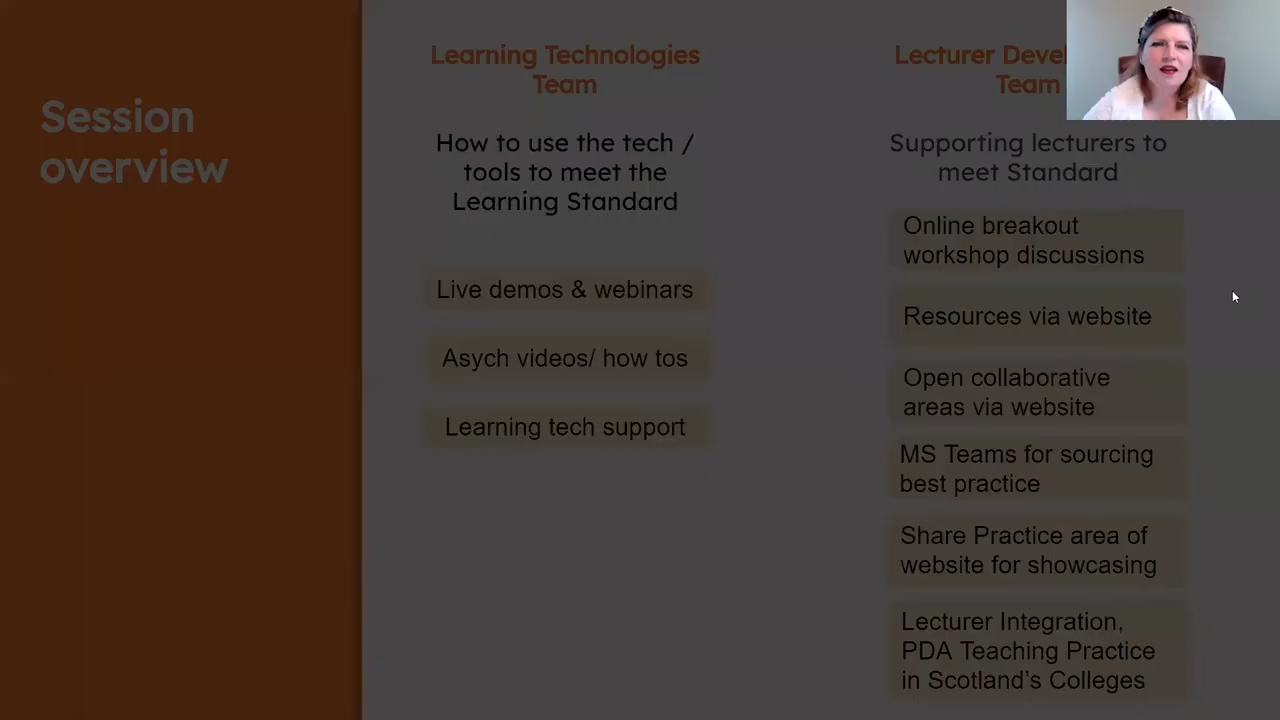 Session
overview
Learning Technologies
Team
How to use the tech /
tools to meet the
Learning Standard
Live demos & webinars
Asych videos/ how tos
Learning tech support
Lecturer
Team
Supporting lecturers to
meet Standard
Online breakout
workshop discussions
Resources via website
Open collaborative
areas via website
MS Teams for sourcing
best practice
Share Practice area of
website for showcasing
Lecturer Integration,
PDA Teaching Practice
in Scotland's Colleges